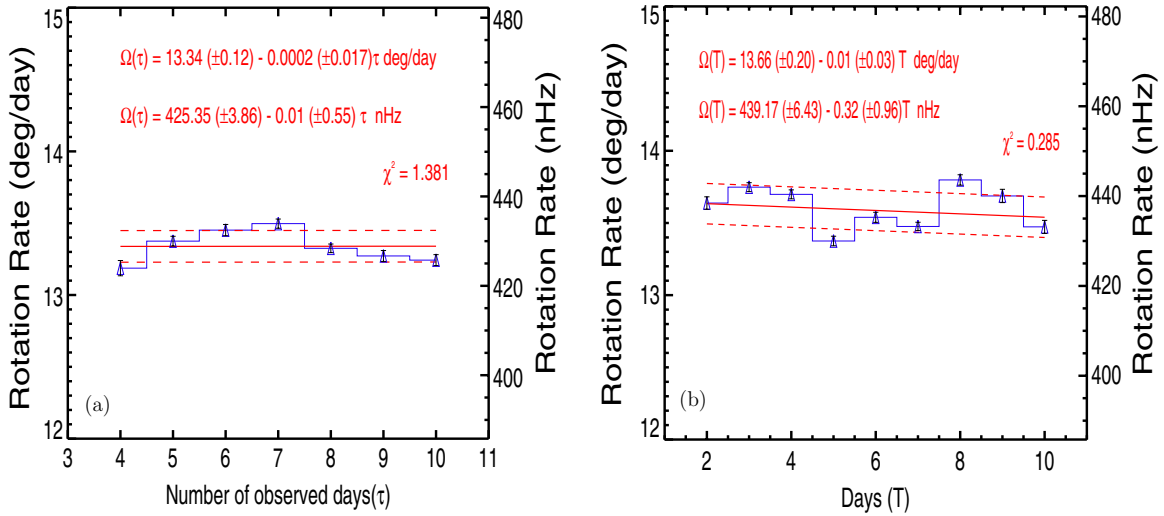 Ω(τ) = 13.34 (±0.12) - 0.0002 (±0.017)τ deg/day
Ω(τ) = 425.35 (±3.86) - 0.01 (±0.55) τ nHz
χ² = 1.381
(a)
Rotation Rate (deg/day)
15
14
13
12
Rotation Rate (nHz)
480
460
440
420
400
3 4 5 6 7 8 9 10 11
Number of observed days(τ)
Ω(T) = 13.66 (±0.20) - 0.01 (±0.03) T deg/day
Ω(T) = 439.17 (±6.43) - 0.32 (±0.96)T nHz
χ² = 0.285
(b)
Rotation Rate (deg/day)
15
14
13
12
Rotation Rate (nHz)
480
460
440
420
400
2 4 6 8 10
Days (T)